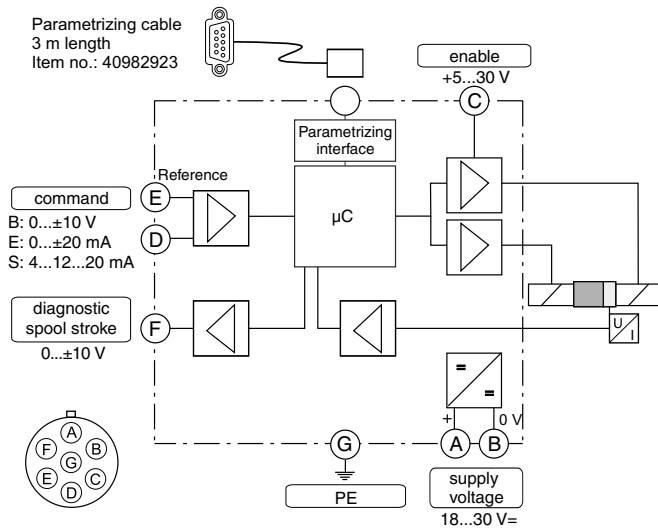 Parametrizing cable
3 m length
Item no.: 40982923
enable
+5...30 V
C
Parametrizing
interface
Reference
E
command
B: 0...±10 V
E: 0...±20 mA
S: 4...12...20 mA
D
µC
diagnostic
spool stroke
0...±10 V
F
U
I
=
=
+
0 V
A
B
G
PE
supply
voltage
18...30 V=
A
F
B
G
E
C
D